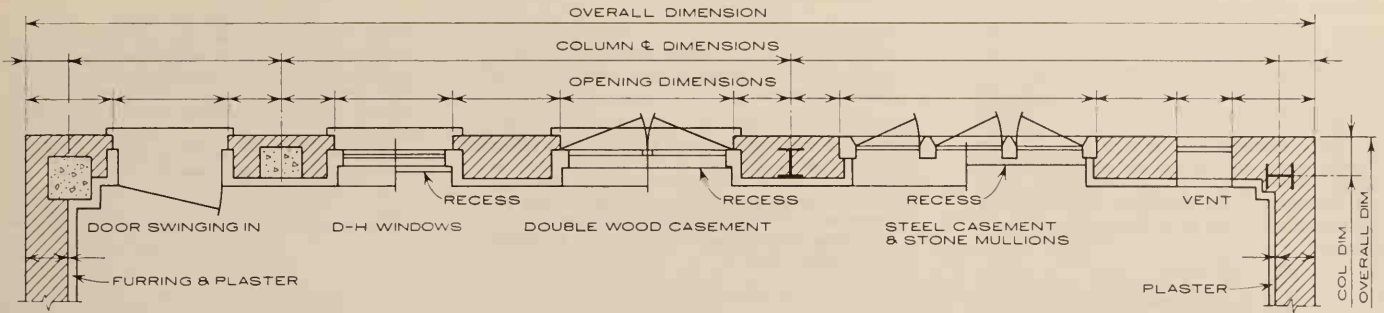 OVERALL DIMENSION
COLUMN ℄ DIMENSIONS
OPENING DIMENSIONS
RECESS
RECESS
RECESS
VENT
DOOR SWINGING IN
D-H WINDOWS
DOUBLE WOOD CASEMENT
STEEL CASEMENT
& STONE MULLIONS
FURRING & PLASTER
PLASTER
COL DIM
OVERALL DIM